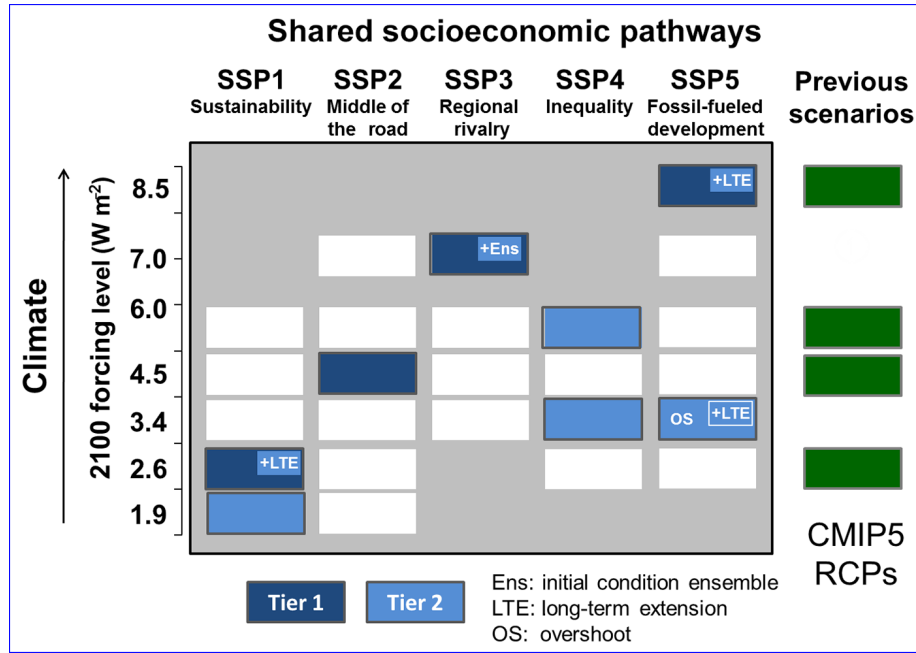 Shared socioeconomic pathways
SSP1 SSP2 SSP3 SSP4 SSP5
Sustainability Middle of the road Regional rivalry Inequality Fossil-fueled development
Previous
scenarios
Climate
2100 forcing level (W m-2)
8.5 +LTE
7.0 +Ens
6.0
4.5
3.4 OS +LTE
2.6 +LTE
1.9
CMIP5
RCPs
Tier 1 Tier 2
Ens: initial condition ensemble
LTE: long-term extension
OS: overshoot